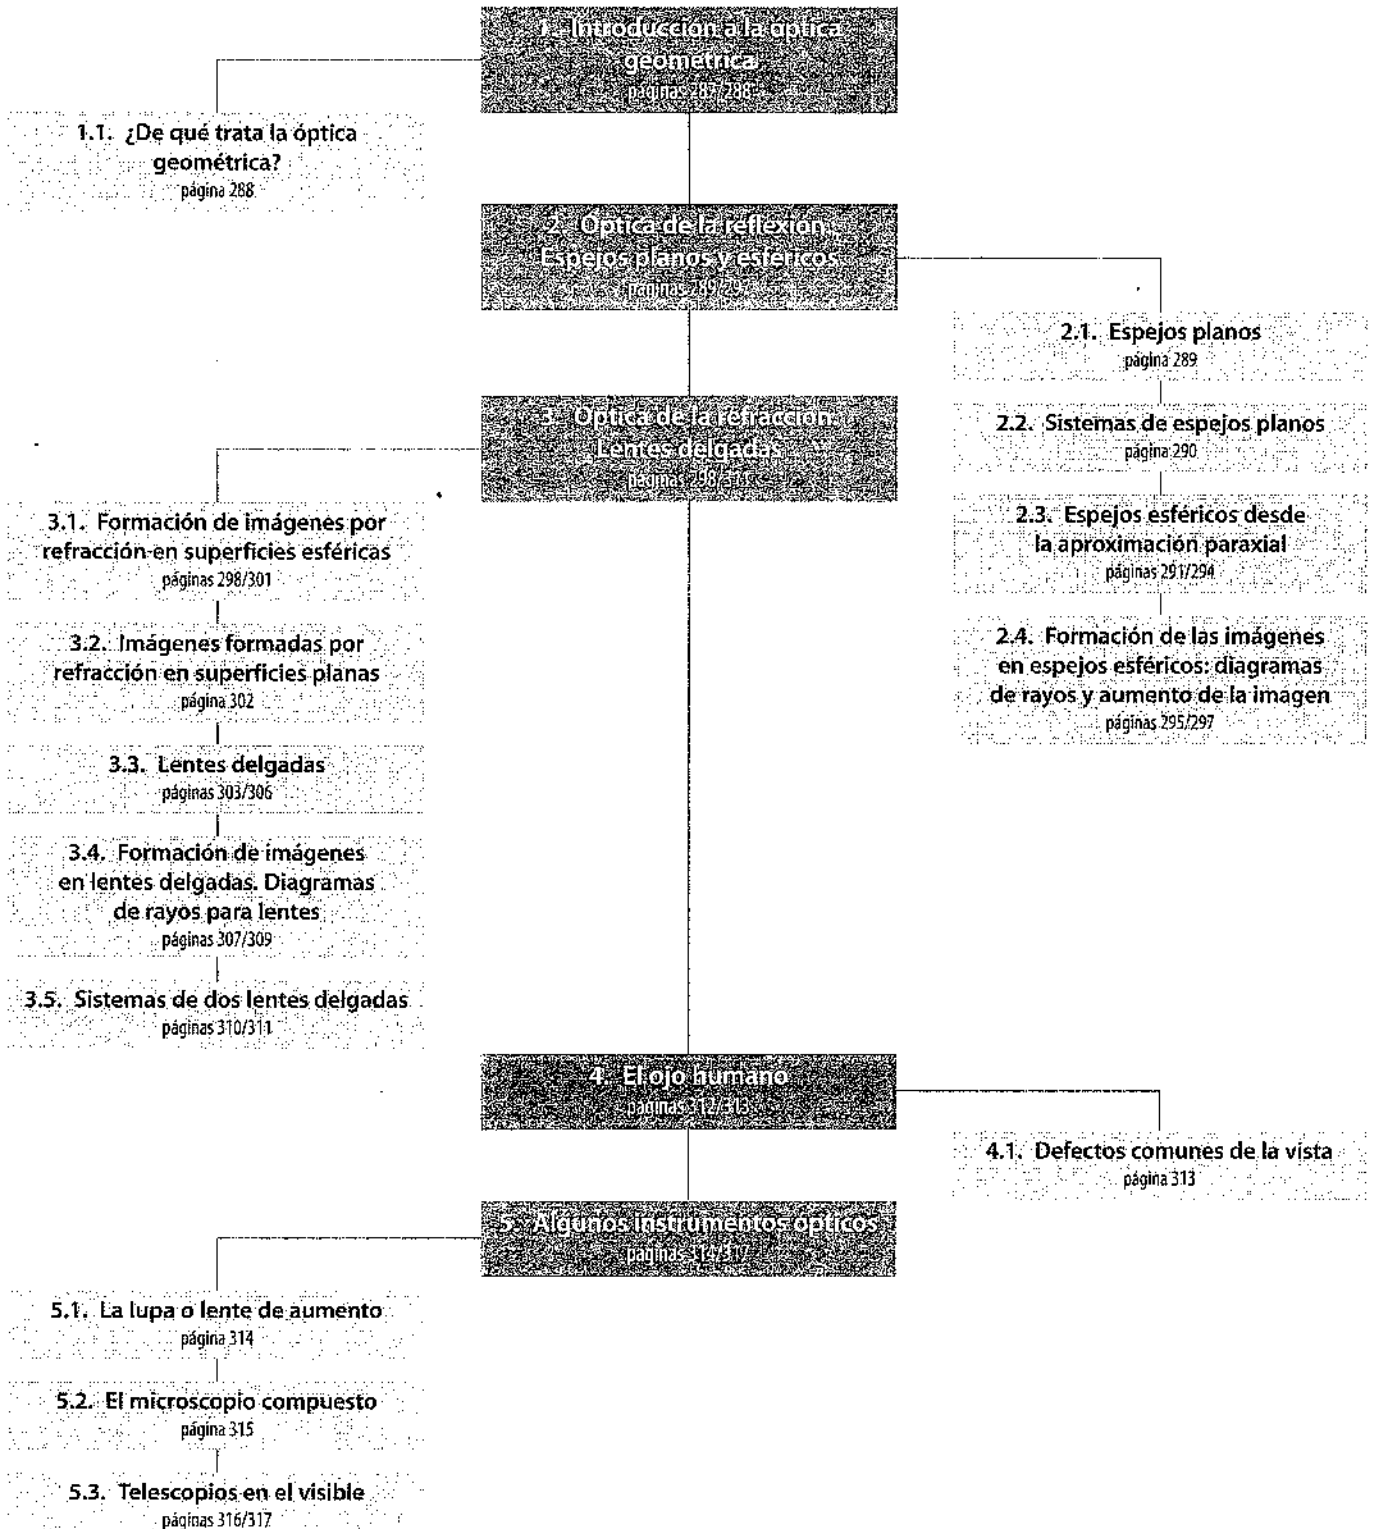 1. Introducción a la óptica
geométrica
páginas 287/288
1.1. ¿De qué trata la óptica
geométrica?
página 288
2. Óptica de la reflexión.
Espejos planos y esféricos
páginas 289/297
2.1. Espejos planos
página 289
2.2. Sistemas de espejos planos
página 290
2.3. Espejos esféricos desde
la aproximación paraxial
páginas 291/294
2.4. Formación de las imágenes
en espejos esféricos: diagramas
de rayos y aumento de la imagen
páginas 295/297
3. Óptica de la refracción.
Lentes delgadas
páginas 298/311
3.1. Formación de imágenes por
refracción en superficies esféricas
páginas 298/301
3.2. Imágenes formadas por
refracción en superficies planas
página 302
3.3. Lentes delgadas
páginas 303/306
3.4. Formación de imágenes
en lentes delgadas. Diagramas
de rayos para lentes
páginas 307/309
3.5. Sistemas de dos lentes delgadas
páginas 310/311
4. El ojo humano
páginas 312/313
4.1. Defectos comunes de la vista
página 313
5. Algunos instrumentos ópticos
páginas 314/317
5.1. La lupa o lente de aumento
página 314
5.2. El microscopio compuesto
página 315
5.3. Telescopios en el visible
páginas 316/317